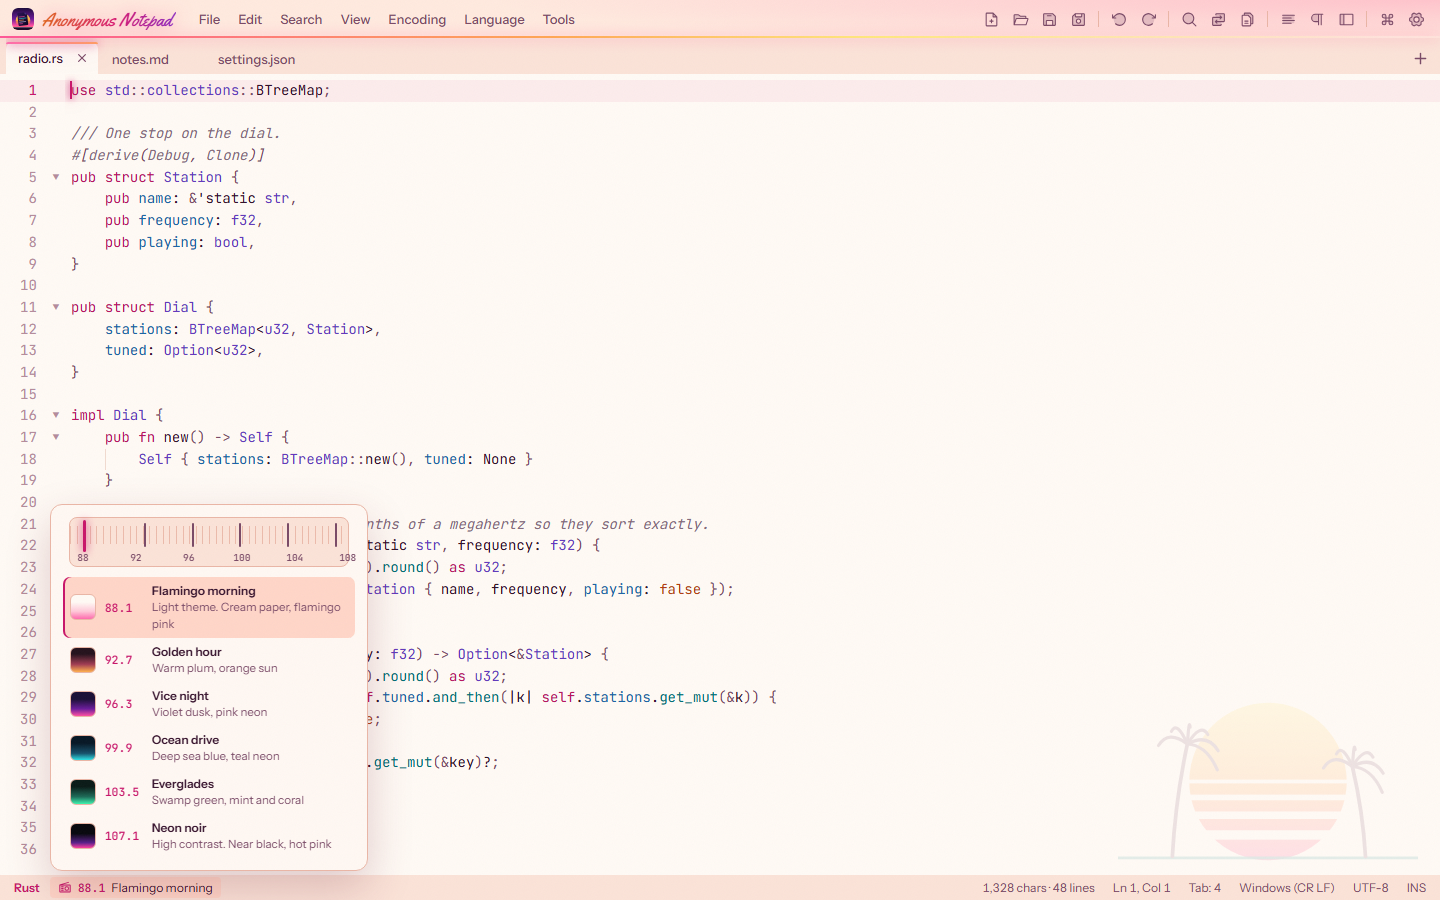 Anonymous Notepad File Edit Search View Encoding Language Tools
radio.rs notes.md settings.json
1 use std::collections::BTreeMap;
2
3 /// One stop on the dial.
4 #[derive(Debug, Clone)]
5 pub struct Station {
6 pub name: &'static str,
7 pub frequency: f32,
8 pub playing: bool,
9 }
10
11 pub struct Dial {
12 stations: BTreeMap<u32, Station>,
13 tuned: Option<u32>,
14 }
15
16 impl Dial {
17 pub fn new() -> Self {
18 Self { stations: BTreeMap::new(), tuned: None }
19 }
20
21 nths of a megahertz so they sort exactly.
22 tatic str, frequency: f32) {
23 ).round() as u32;
24 tation { name, frequency, playing: false });
25
26
27 y: f32) -> Option<&Station> {
28 ).round() as u32;
29 f.tuned.and_then(|k| self.stations.get_mut(&k)) {
30 e;
31
32 .get_mut(&key)?;
33
34
35
36
88 92 96 100 104 108
88.1 Flamingo morning
Light theme. Cream paper, flamingo
pink
92.7 Golden hour
Warm plum, orange sun
96.3 Vice night
Violet dusk, pink neon
99.9 Ocean drive
Deep sea blue, teal neon
103.5 Everglades
Swamp green, mint and coral
107.1 Neon noir
High contrast. Near black, hot pink
Rust 88.1 Flamingo morning 1,328 chars · 48 lines Ln 1, Col 1 Tab: 4 Windows (CR LF) UTF-8 INS